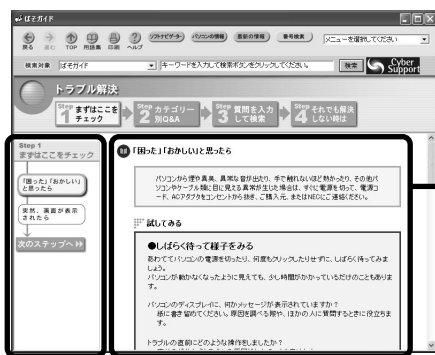 ぱそガイド
戻る 進む TOP 用語集 印刷 ヘルプ
ソフトナビゲータ パソコンの情報 最新の情報 番号検索 メニューを選択してください
検索対象 ぱそガイド キーワードを入力して検索ボタンをクリックしてください。 検索 Cyber Support
トラブル解決
Step 1 まずはここをチェック
Step 2 カテゴリー別Q&A
Step 3 質問を入力して検索
Step 4 それでも解決しない時は
Step 1
まずはここをチェック
「困った」「おかしい」と思ったら
突然、画面が表示されたら
次のステップへ
「困った」「おかしい」と思ったら
パソコンから煙や異臭、異常な音が出たり、手で触れないほど熱かったり、その他パ
ソコンやケーブル類に目に見える異常が生じた場合は、すぐに電源を切って、電源コ
ード、ACアダプタをコンセントから抜き、ご購入元、またはNECにご連絡ください。
試してみる
●しばらく待って様子をみる
あわててパソコンの電源を切ったり、何度もクリックしたりせずに、しばらく待ってみま
しょう。
パソコンが動かなくなったように見えても、少し時間がかかっているだけのこともありま
す。
パソコンのディスプレイに、何かメッセージが表示されていますか？
紙に書き留めてください。原因を調べる際や、ほかの人に質問するときに役立ちま
す。
トラブルの直前にどのような操作をしましたか？